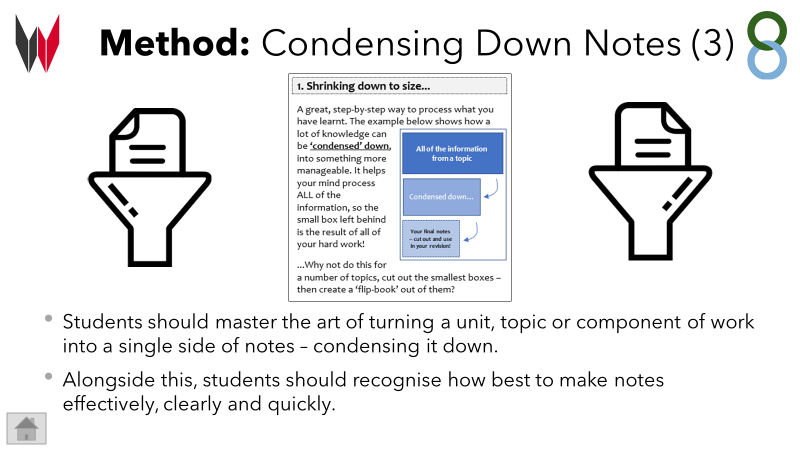 Method: Condensing Down Notes (3)
1. Shrinking down to size...
A great, step-by-step way to process what you
have learnt. The example below shows how a
lot of knowledge can
be ‘condensed’ down,
into something more
manageable. It helps
your mind process
ALL of the
information, so the
small box left behind
is the result of all of
your hard work!
...Why not do this for
a number of topics, cut out the smallest boxes –
then create a ‘flip-book’ out of them?
All of the information
from a topic
Condensed down...
Your final notes
– cut out and use
in your revision!
• Students should master the art of turning a unit, topic or component of work
into a single side of notes – condensing it down.
• Alongside this, students should recognise how best to make notes
effectively, clearly and quickly.